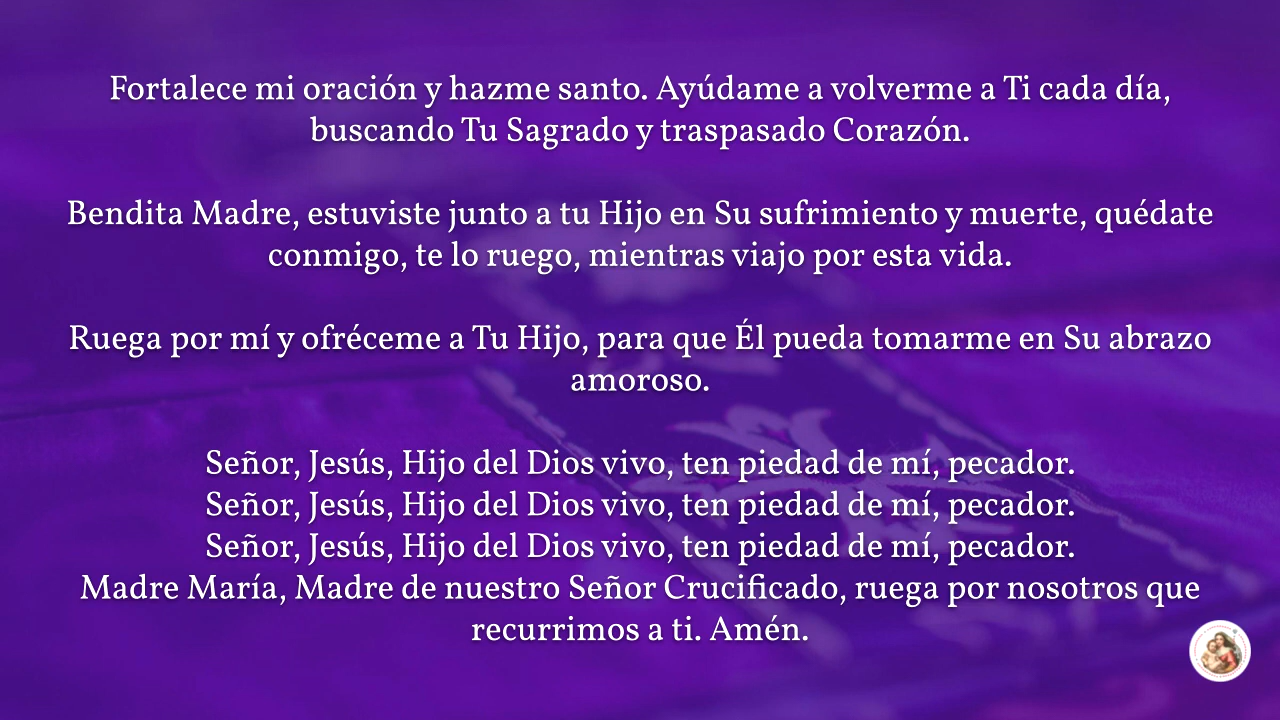 Fortalece mi oración y hazme santo. Ayúdame a volverme a Ti cada día,
buscando Tu Sagrado y traspasado Corazón.
Bendita Madre, estuviste junto a tu Hijo en Su sufrimiento y muerte, quédate
conmigo, te lo ruego, mientras viajo por esta vida.
Ruega por mí y ofréceme a Tu Hijo, para que Él pueda tomarme en Su abrazo
amoroso.
Señor, Jesús, Hijo del Dios vivo, ten piedad de mí, pecador.
Señor, Jesús, Hijo del Dios vivo, ten piedad de mí, pecador.
Señor, Jesús, Hijo del Dios vivo, ten piedad de mí, pecador.
Madre María, Madre de nuestro Señor Crucificado, ruega por nosotros que
recurrimos a ti. Amén.